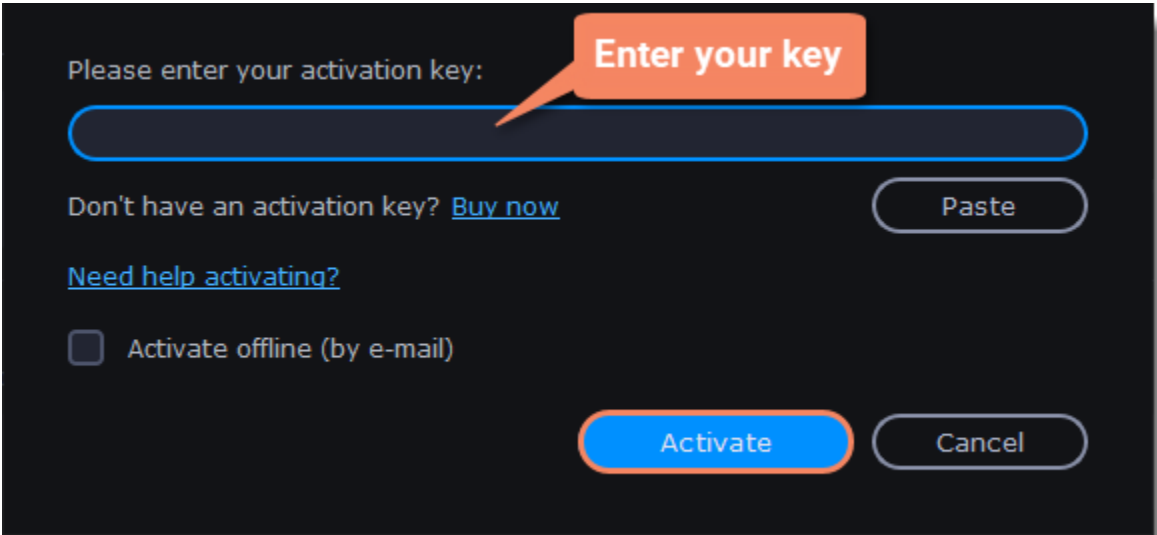 Enter your key
Please enter your activation key:
Don't have an activation key? Buy now
Paste
Need help activating?
Activate offline (by e-mail)
Activate
Cancel